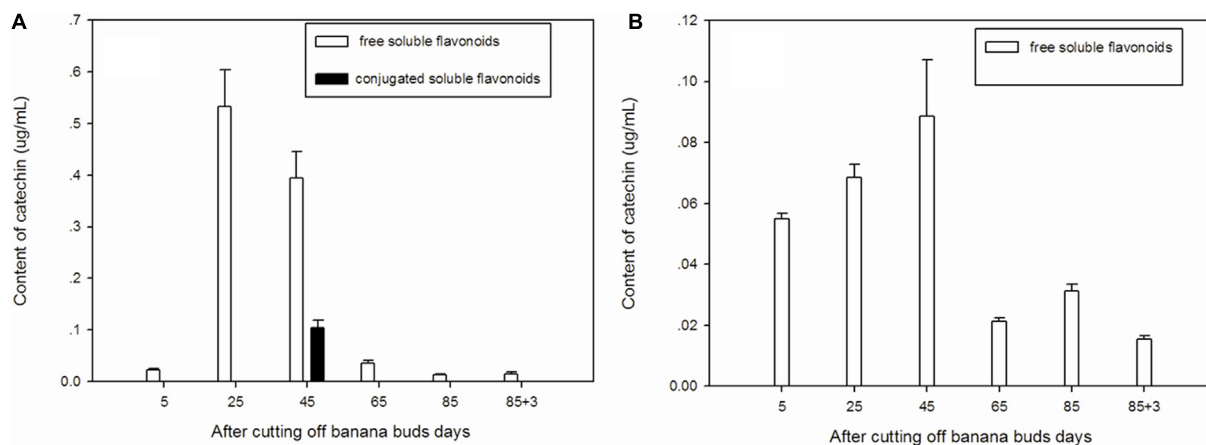 A
Content of catechin (ug/mL)
.7
.6
.5
.4
.3
.2
.1
0.0
free soluble flavonoids
conjugated soluble flavonoids
5 25 45 65 85 85+3
After cutting off banana buds days
B
Content of catechin (ug/mL)
0.12
.10
.08
.06
.04
.02
0.00
free soluble flavonoids
5 25 45 65 85 85+3
After cutting off banana buds days